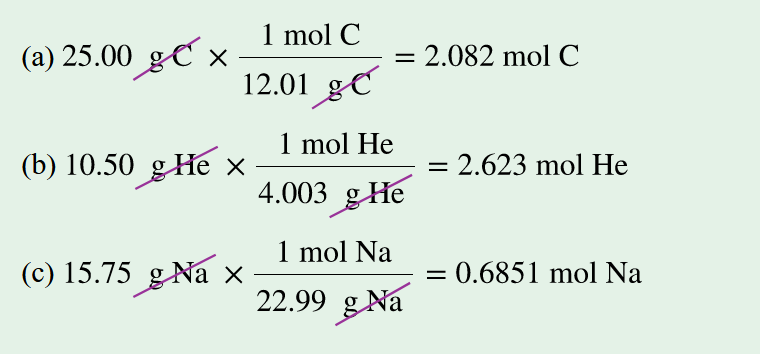 (a) 25.00 g C × 1 mol C / 12.01 g C = 2.082 mol C
(b) 10.50 g He × 1 mol He / 4.003 g He = 2.623 mol He
(c) 15.75 g Na × 1 mol Na / 22.99 g Na = 0.6851 mol Na